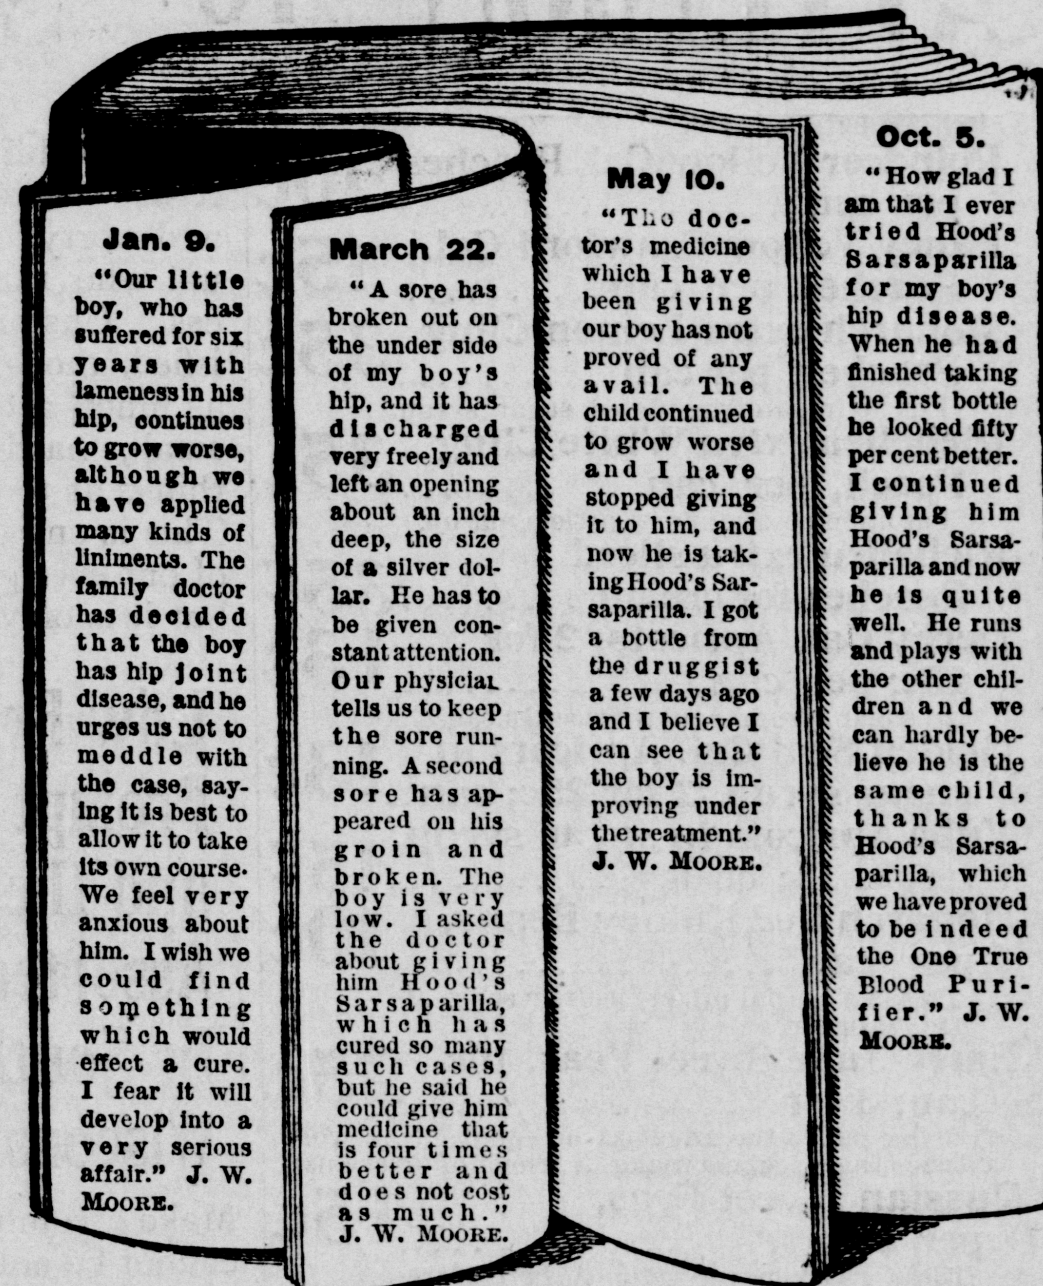 Jan. 9.
"Our little
boy, who has
suffered for six
years with
lameness in his
hip, continues
to grow worse,
although we
have applied
many kinds of
liniments. The
family doctor
has decided
that the boy
has hip joint
disease, and he
urges us not to
meddle with
the case, say-
ing it is best to
allow it to take
its own course.
We feel very
anxious about
him. I wish we
could find
something
which would
effect a cure.
I fear it will
develop into a
very serious
affair." J. W.
MOORE.
March 22.
"A sore has
broken out on
the under side
of my boy's
hip, and it has
discharged
very freely and
left an opening
about an inch
deep, the size
of a silver dol-
lar. He has to
be given con-
stant attention.
Our physician
tells us to keep
the sore run-
ning. A second
sore has ap-
peared on his
groin and
broken. The
boy is very
low. I asked
the doctor
about giving
him Hood's
Sarsaparilla,
which has
cured so many
such cases,
but he said he
could give him
medicine that
is four times
better and
does not cost
as much."
J. W. MOORE.
May 10.
"The doc-
tor's medicine
which I have
been giving
our boy has not
proved of any
avail. The
child continued
to grow worse
and I have
stopped giving
it to him, and
now he is tak-
ing Hood's Sar-
saparilla. I got
a bottle from
the druggist
a few days ago
and I believe I
can see that
the boy is im-
proving under
the treatment."
J. W. MOORE.
Oct. 5.
"How glad I
am that I ever
tried Hood's
Sarsaparilla
for my boy's
hip disease.
When he had
finished taking
the first bottle
he looked fifty
per cent better.
I continued
giving him
Hood's Sarsa-
parilla and now
he is quite
well. He runs
and plays with
the other chil-
dren and we
can hardly be-
lieve he is the
same child,
thanks to
Hood's Sarsa-
parilla, which
we have proved
to be indeed
the One True
Blood Puri-
fier." J. W.
MOORE.